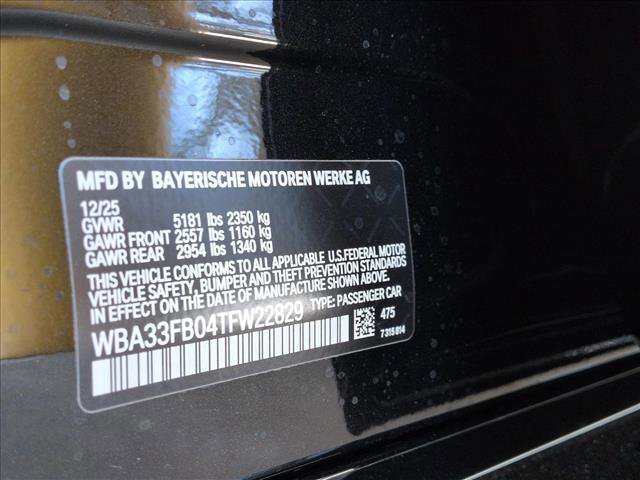 MFD BY BAYERISCHE MOTOREN WERKE AG
12/25
GVWR 5181 lbs 2350 kg
GAWR FRONT 2557 lbs 1160 kg
GAWR REAR 2954 lbs 1340 kg
THIS VEHICLE CONFORMS TO ALL APPLICABLE U.S.FEDERAL MOTOR
VEHICLE SAFETY, BUMPER AND THEFT PREVENTION STANDARDS
IN EFFECT ON THE DATE OF MANUFACTURE SHOWN ABOVE.
WBA33FB04TFW22829 TYPE: PASSENGER CAR
475
7315814